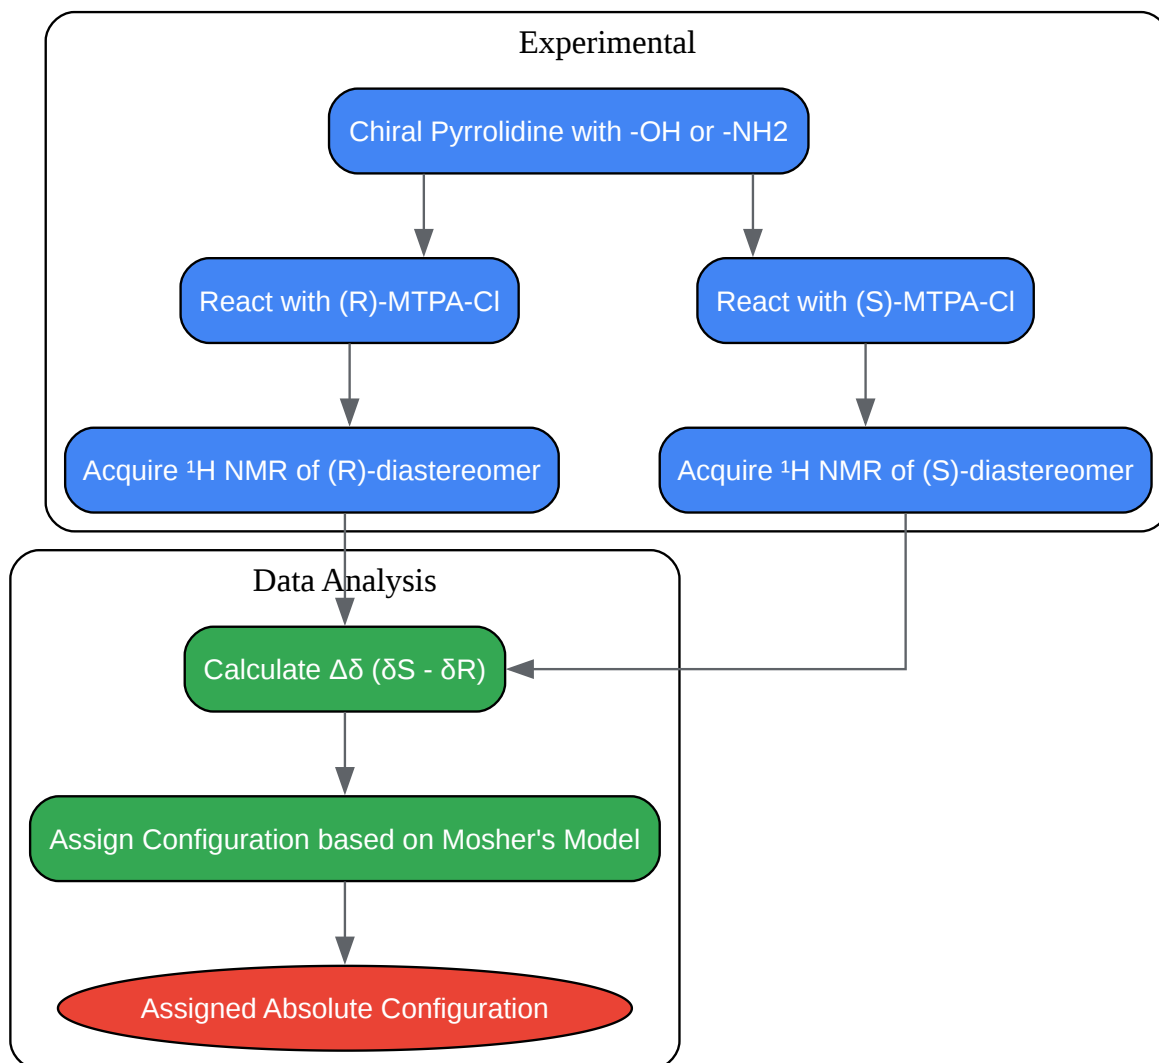 Experimental
Chiral Pyrrolidine with -OH or -NH2
React with (R)-MTPA-Cl
React with (S)-MTPA-Cl
Acquire ¹H NMR of (R)-diastereomer
Acquire ¹H NMR of (S)-diastereomer
Data Analysis
Calculate Δδ (δS - δR)
Assign Configuration based on Mosher's Model
Assigned Absolute Configuration